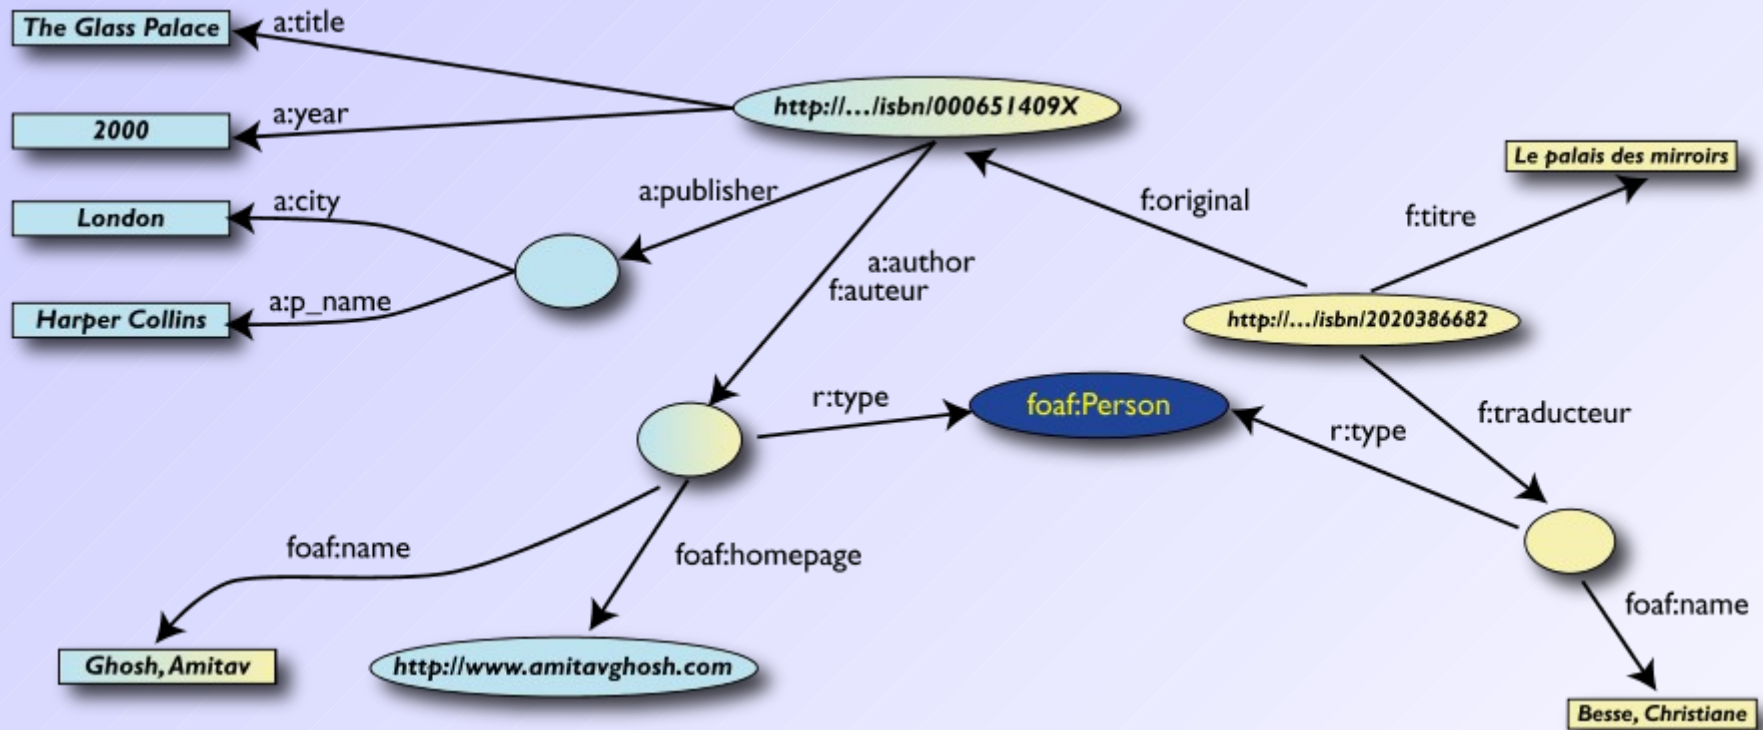 The Glass Palace
a:title
http://.../isbn/000651409X
2000
a:year
Le palais des mirroirs
London
a:city
a:publisher
f:original
f:titre
a:author
f:auteur
Harper Collins
a:p_name
http://.../isbn/2020386682
r:type
foaf:Person
r:type
f:traducteur
foaf:name
foaf:homepage
foaf:name
Ghosh, Amitav
http://www.amitavghosh.com
Besse, Christiane